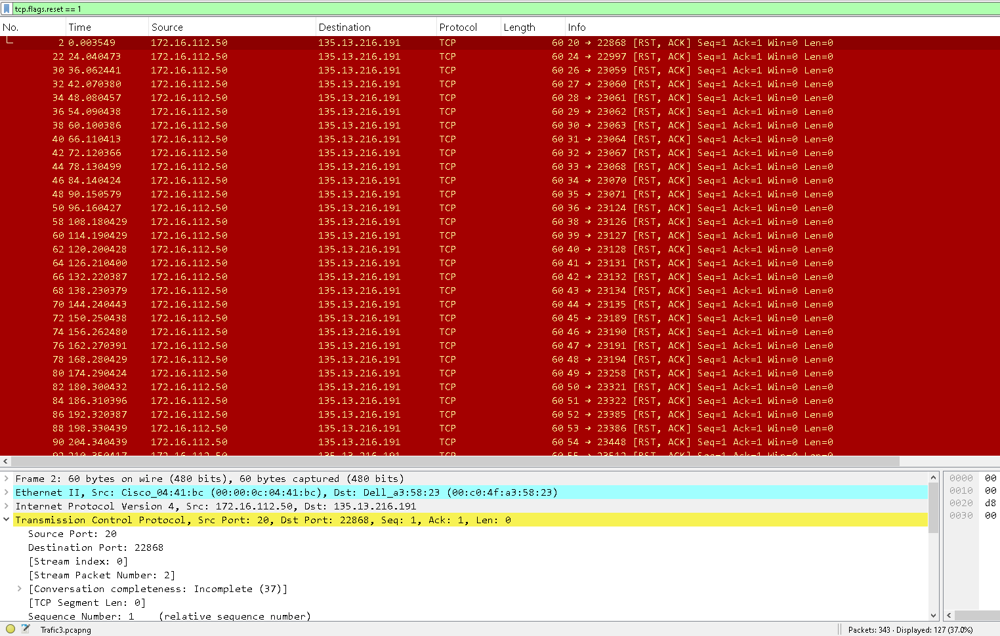 tcp.flags.reset == 1
No. Time Source Destination Protocol Length Info
2 0.003549 172.16.112.50 135.13.216.191 TCP 60 20 → 22868 [RST, ACK] Seq=1 Ack=1 Win=0 Len=0
22 24.040473 172.16.112.50 135.13.216.191 TCP 60 24 → 22997 [RST, ACK] Seq=1 Ack=1 Win=0 Len=0
30 36.062441 172.16.112.50 135.13.216.191 TCP 60 26 → 23059 [RST, ACK] Seq=1 Ack=1 Win=0 Len=0
32 42.070380 172.16.112.50 135.13.216.191 TCP 60 27 → 23060 [RST, ACK] Seq=1 Ack=1 Win=0 Len=0
34 48.080457 172.16.112.50 135.13.216.191 TCP 60 28 → 23061 [RST, ACK] Seq=1 Ack=1 Win=0 Len=0
36 54.090438 172.16.112.50 135.13.216.191 TCP 60 29 → 23062 [RST, ACK] Seq=1 Ack=1 Win=0 Len=0
38 60.100386 172.16.112.50 135.13.216.191 TCP 60 30 → 23063 [RST, ACK] Seq=1 Ack=1 Win=0 Len=0
40 66.110413 172.16.112.50 135.13.216.191 TCP 60 31 → 23064 [RST, ACK] Seq=1 Ack=1 Win=0 Len=0
42 72.120366 172.16.112.50 135.13.216.191 TCP 60 32 → 23067 [RST, ACK] Seq=1 Ack=1 Win=0 Len=0
44 78.130499 172.16.112.50 135.13.216.191 TCP 60 33 → 23068 [RST, ACK] Seq=1 Ack=1 Win=0 Len=0
46 84.140424 172.16.112.50 135.13.216.191 TCP 60 34 → 23070 [RST, ACK] Seq=1 Ack=1 Win=0 Len=0
48 90.150579 172.16.112.50 135.13.216.191 TCP 60 35 → 23071 [RST, ACK] Seq=1 Ack=1 Win=0 Len=0
50 96.160427 172.16.112.50 135.13.216.191 TCP 60 36 → 23124 [RST, ACK] Seq=1 Ack=1 Win=0 Len=0
58 108.180429 172.16.112.50 135.13.216.191 TCP 60 38 → 23126 [RST, ACK] Seq=1 Ack=1 Win=0 Len=0
60 114.190429 172.16.112.50 135.13.216.191 TCP 60 39 → 23127 [RST, ACK] Seq=1 Ack=1 Win=0 Len=0
62 120.200428 172.16.112.50 135.13.216.191 TCP 60 40 → 23128 [RST, ACK] Seq=1 Ack=1 Win=0 Len=0
64 126.210400 172.16.112.50 135.13.216.191 TCP 60 41 → 23131 [RST, ACK] Seq=1 Ack=1 Win=0 Len=0
66 132.220387 172.16.112.50 135.13.216.191 TCP 60 42 → 23132 [RST, ACK] Seq=1 Ack=1 Win=0 Len=0
68 138.230379 172.16.112.50 135.13.216.191 TCP 60 43 → 23134 [RST, ACK] Seq=1 Ack=1 Win=0 Len=0
70 144.240443 172.16.112.50 135.13.216.191 TCP 60 44 → 23135 [RST, ACK] Seq=1 Ack=1 Win=0 Len=0
72 150.250438 172.16.112.50 135.13.216.191 TCP 60 45 → 23189 [RST, ACK] Seq=1 Ack=1 Win=0 Len=0
74 156.262480 172.16.112.50 135.13.216.191 TCP 60 46 → 23190 [RST, ACK] Seq=1 Ack=1 Win=0 Len=0
76 162.270391 172.16.112.50 135.13.216.191 TCP 60 47 → 23191 [RST, ACK] Seq=1 Ack=1 Win=0 Len=0
78 168.280429 172.16.112.50 135.13.216.191 TCP 60 48 → 23194 [RST, ACK] Seq=1 Ack=1 Win=0 Len=0
80 174.290424 172.16.112.50 135.13.216.191 TCP 60 49 → 23258 [RST, ACK] Seq=1 Ack=1 Win=0 Len=0
82 180.300432 172.16.112.50 135.13.216.191 TCP 60 50 → 23321 [RST, ACK] Seq=1 Ack=1 Win=0 Len=0
84 186.310396 172.16.112.50 135.13.216.191 TCP 60 51 → 23322 [RST, ACK] Seq=1 Ack=1 Win=0 Len=0
86 192.320387 172.16.112.50 135.13.216.191 TCP 60 52 → 23385 [RST, ACK] Seq=1 Ack=1 Win=0 Len=0
88 198.330439 172.16.112.50 135.13.216.191 TCP 60 53 → 23386 [RST, ACK] Seq=1 Ack=1 Win=0 Len=0
90 204.340439 172.16.112.50 135.13.216.191 TCP 60 54 → 23448 [RST, ACK] Seq=1 Ack=1 Win=0 Len=0
92 210.350417 172.16.112.50 135.13.216.191 TCP 60 55 → 23512 [RST, ACK] Seq=1 Ack=1 Win=0 Len=0
Frame 2: 60 bytes on wire (480 bits), 60 bytes captured (480 bits)
Ethernet II, Src: Cisco_04:41:bc (00:00:0c:04:41:bc), Dst: Dell_a3:58:23 (00:c0:4f:a3:58:23)
Internet Protocol Version 4, Src: 172.16.112.50, Dst: 135.13.216.191
Transmission Control Protocol, Src Port: 20, Dst Port: 22868, Seq: 1, Ack: 1, Len: 0
Source Port: 20
Destination Port: 22868
[Stream index: 0]
[Stream Packet Number: 2]
[Conversation completeness: Incomplete (37)]
[TCP Segment Len: 0]
Sequence Number: 1 (relative sequence number)
0000 00
0010 00
0020 d8
0030 00
Trafic3.pcapng
Packets: 343 · Displayed: 127 (37.0%)